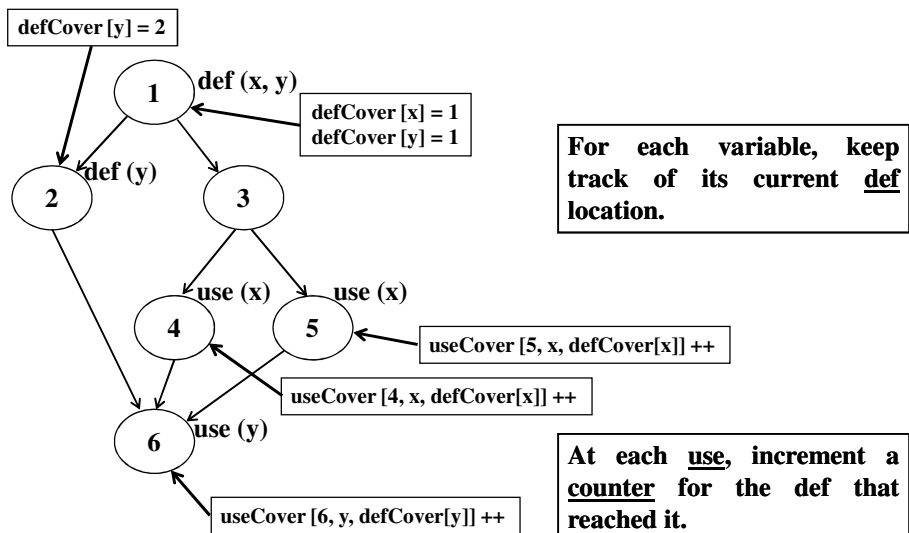 defCover [y] = 2
1
def (x, y)
defCover [x] = 1
defCover [y] = 1
For each variable, keep
track of its current def
location.
2
def (y)
3
use (x)
use (x)
4
5
useCover [5, x, defCover[x]] ++
useCover [4, x, defCover[x]] ++
6
use (y)
At each use, increment a
counter for the def that
reached it.
useCover [6, y, defCover[y]] ++